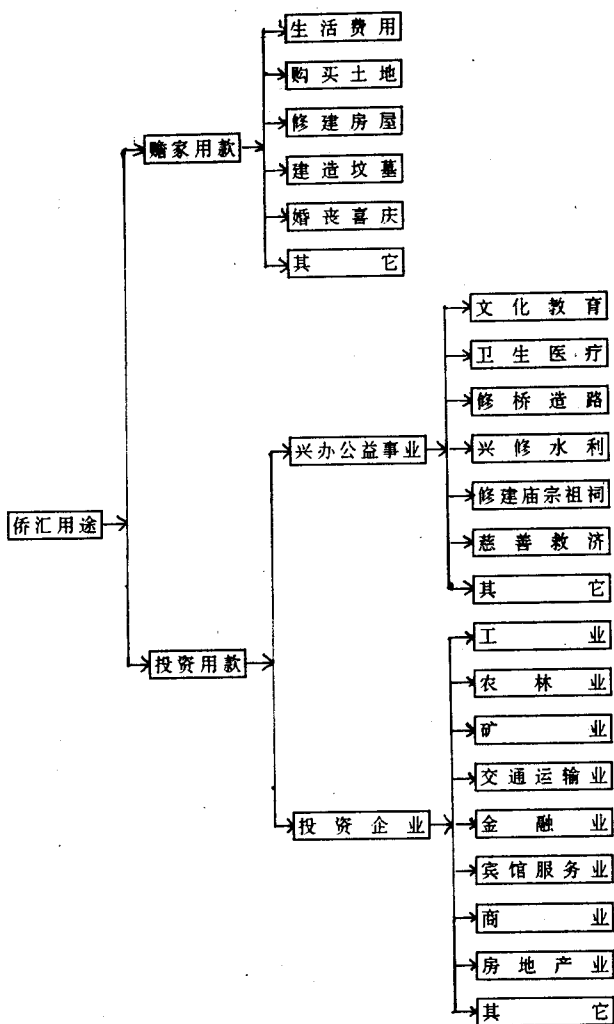 生活费用
购买土地
修建房屋
赡家用款
建造坟墓
婚丧喜庆
其它
文化教育
卫生医疗
修桥造路
兴办公益事业
兴修水利
修建庙宗祖祠
侨汇用途
慈善救济
其它
工业
投资用款
农林业
矿业
交通运输业
投资企业
金融业
宾馆服务业
商业
房地产业
其它